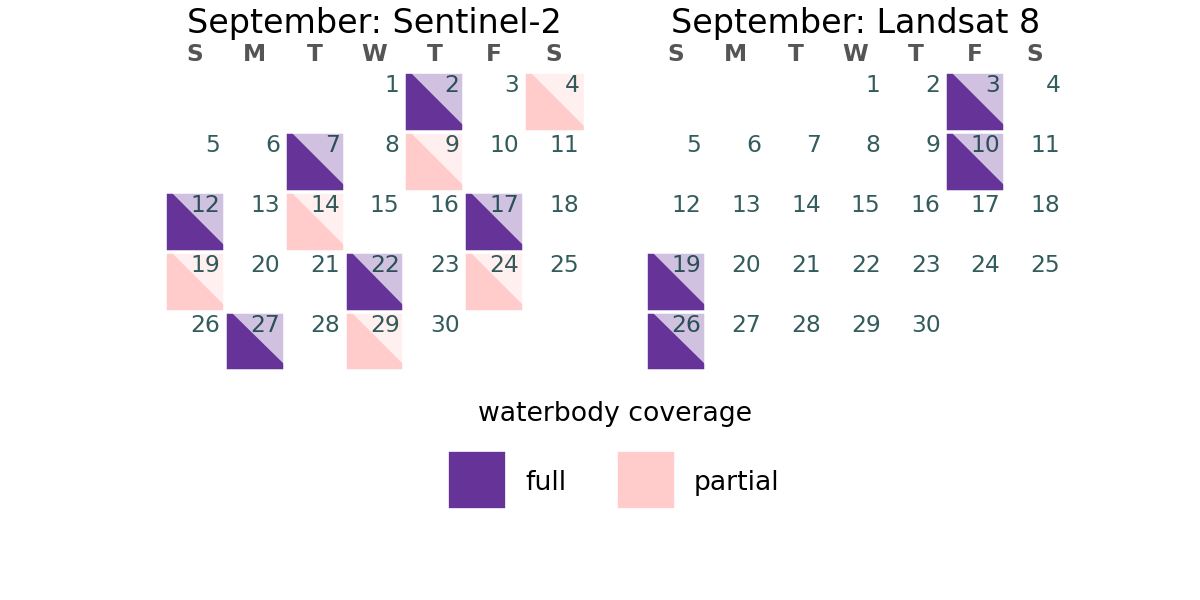 September: Sentinel-2
S M T W T F S
1 2 3 4
5 6 7 8 9 10 11
12 13 14 15 16 17 18
19 20 21 22 23 24 25
26 27 28 29 30
September: Landsat 8
S M T W T F S
1 2 3 4
5 6 7 8 9 10 11
12 13 14 15 16 17 18
19 20 21 22 23 24 25
26 27 28 29 30
waterbody coverage
full
partial